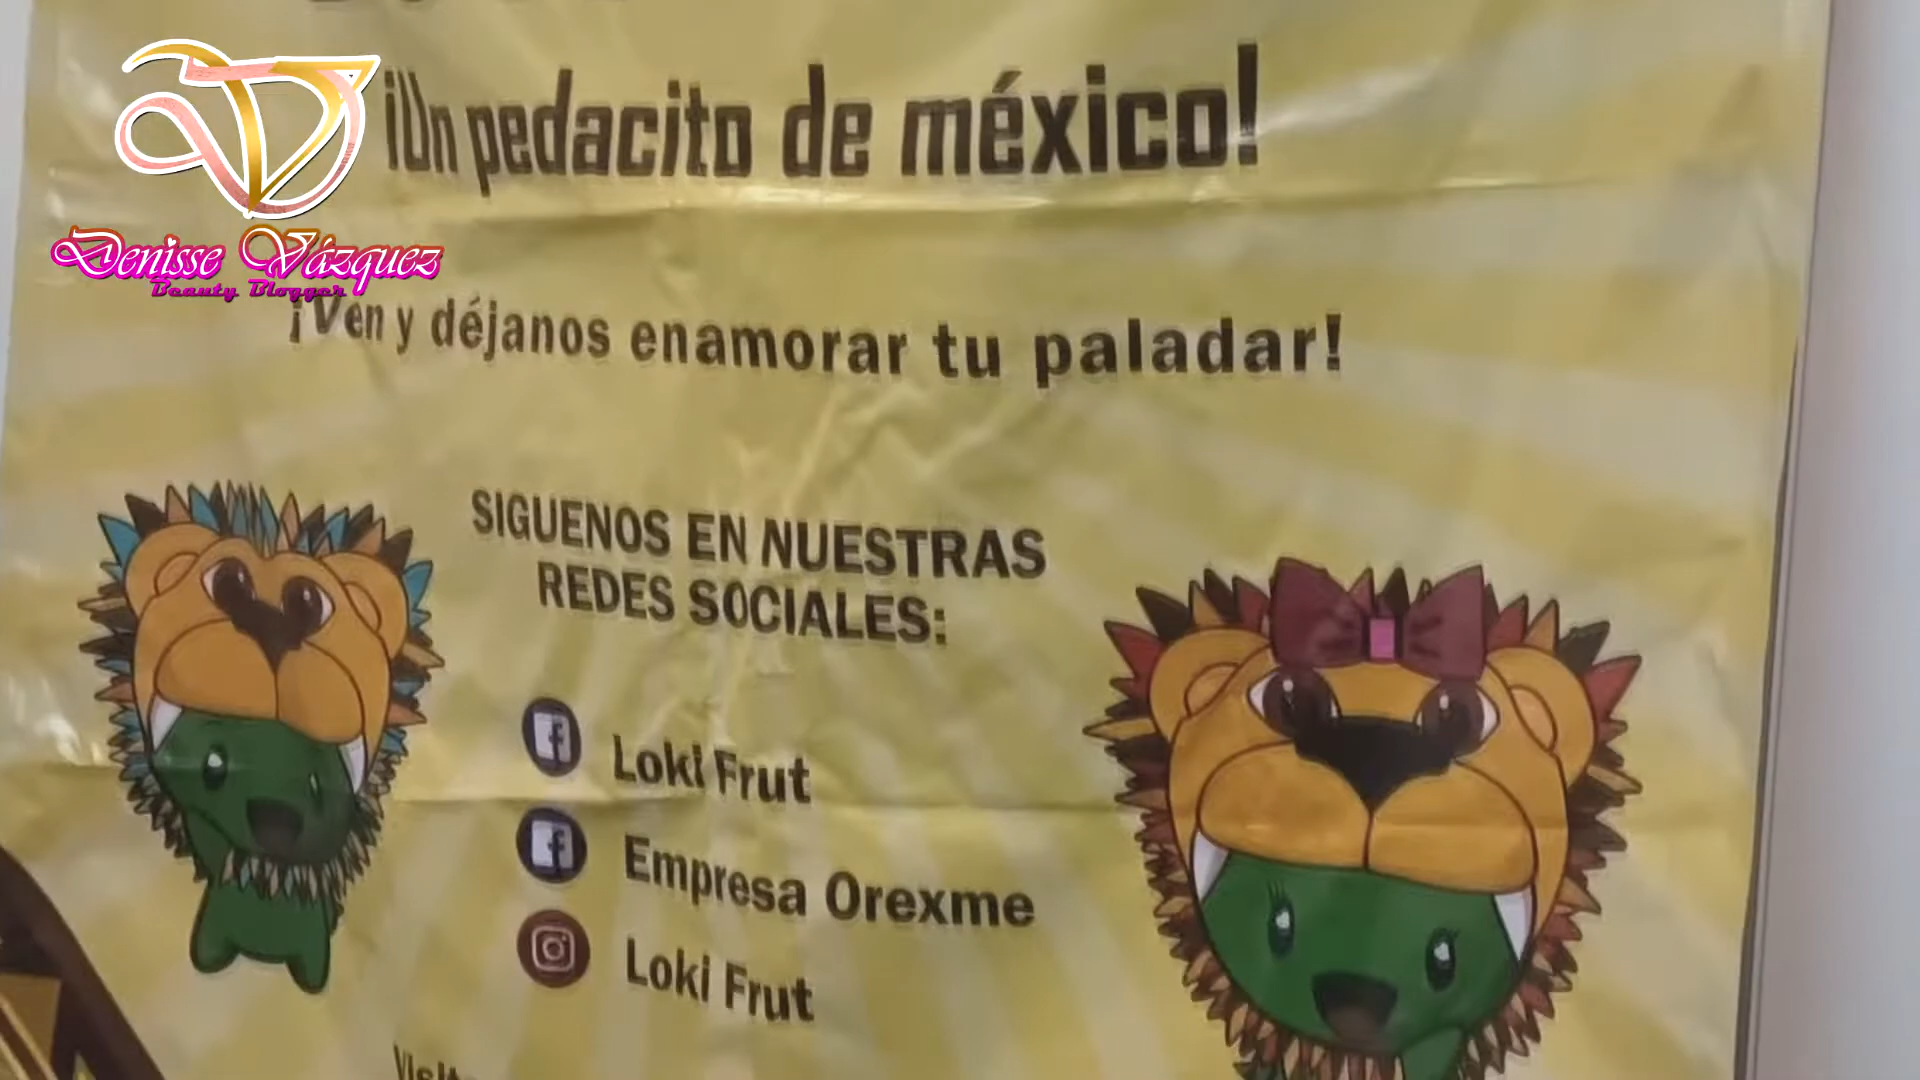 ¡Un pedacito de méxico!
Denisse Vázquez
Beauty Blogger
¡Ven y déjanos enamorar tu paladar!
SIGUENOS EN NUESTRAS
REDES SOCIALES:
Loki Frut
Empresa Orexme
Loki Frut